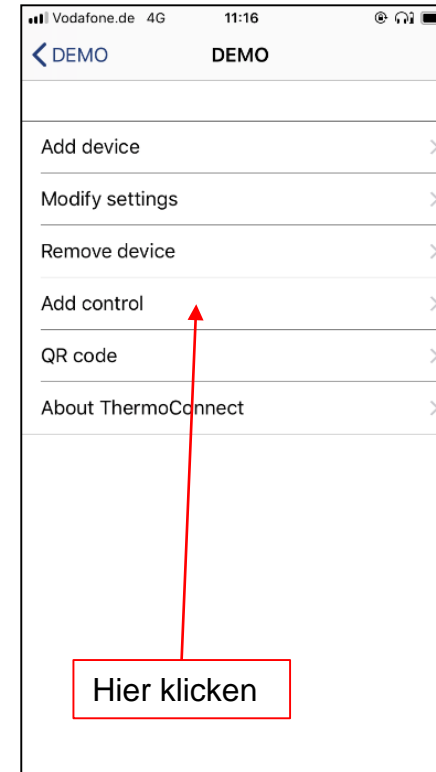 Vodafone.de 4G 11:16
DEMO DEMO
Add device
Modify settings
Remove device
Add control
QR code
About ThermoConnect
Hier klicken